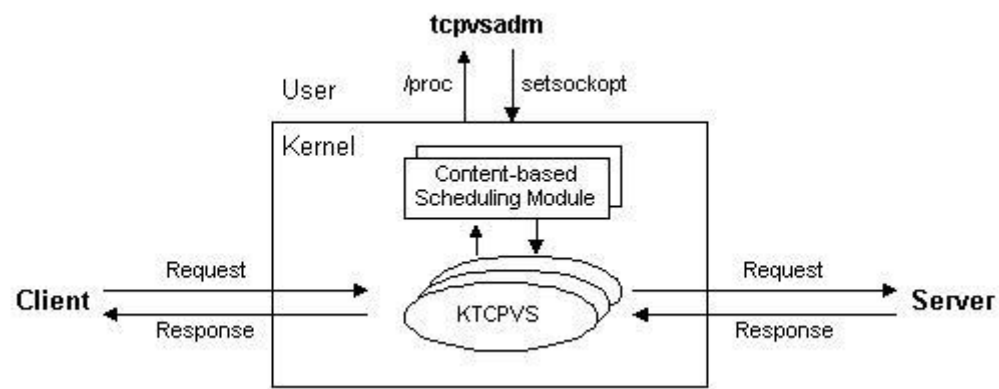 tcpvsadm
/proc
setsockopt
User
Kernel
Content-based
Scheduling Module
Request
Request
Client
KTCPVS
Server
Response
Response